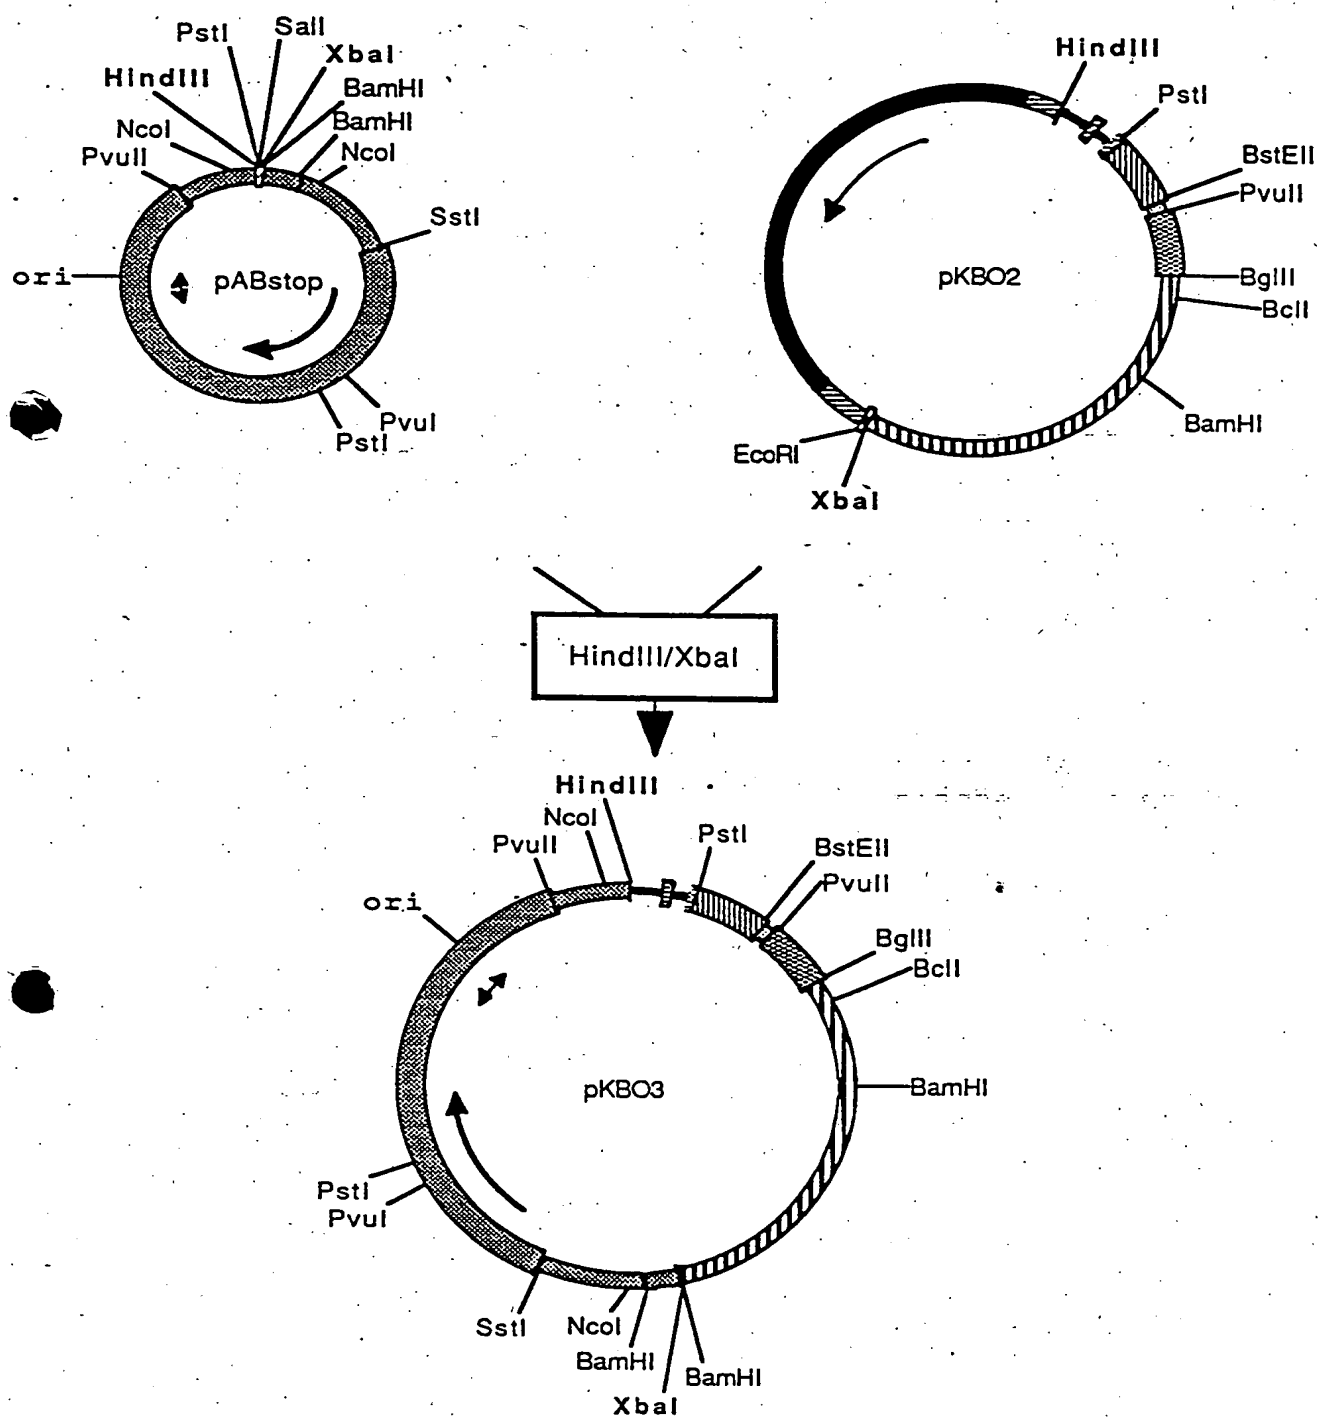 PstI
SalI
XbaI
HindIII
BamHI
BamHI
NcoI
NcoI
PvuII
SstI
ori
pABstop
PvuI
PstI
HindIII
PstI
BstEII
PvuII
pKBO2
BglII
BclI
BamHI
EcoRI
XbaI
HindIII/XbaI
HindIII
NcoI
PvuII
PstI
BstEII
PvuII
ori
BglII
BclI
pKBO3
BamHI
PstI
PvuI
SstI
NcoI
BamHI
BamHI
XbaI